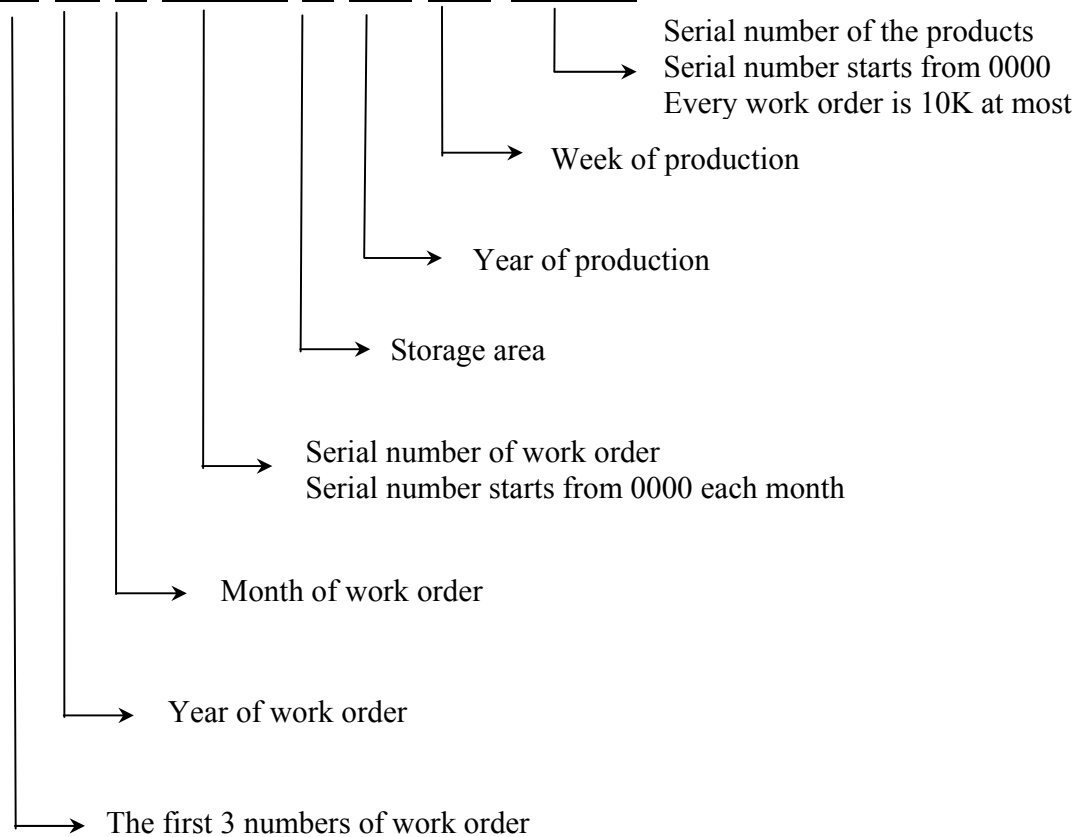 Serial number of the products
Serial number starts from 0000
Every work order is 10K at most
Week of production
Year of production
Storage area
Serial number of work order
Serial number starts from 0000 each month
Month of work order
Year of work order
The first 3 numbers of work order